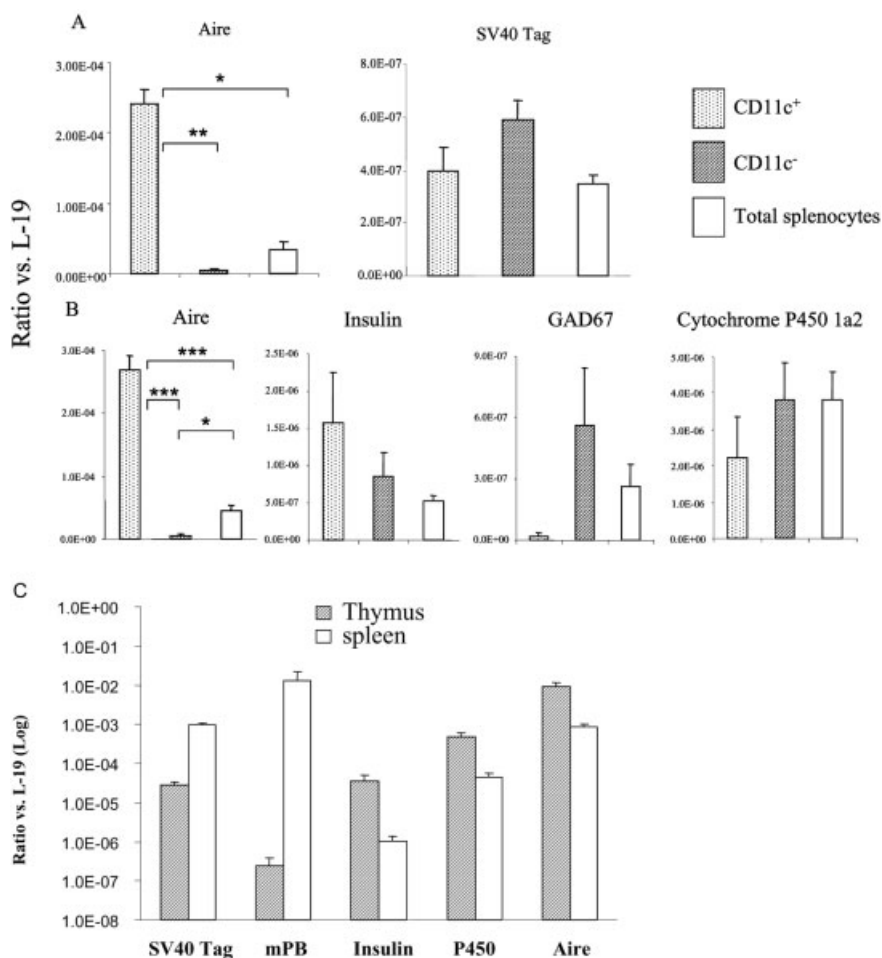 A
Aire
SV40 Tag
3.00E-04
2.00E-04
1.00E-04
0.00E+00
*
**
8.0E-07
6.0E-07
4.0E-07
2.0E-07
0.0E+00
CD11c+
CD11c-
Total splenocytes
Ratio vs. L-19
B
Aire
Insulin
GAD67
Cytochrome P450 1a2
3.0E-04
2.0E-04
1.0E-04
0.0E+00
***
***
*
2.5E-06
2.0E-06
1.5E-06
1.0E-06
5.0E-07
0.0E+00
9.0E-07
6.0E-07
3.0E-07
0.0E+00
5.0E-06
4.0E-06
3.0E-06
2.0E-06
1.0E-06
0.0E+00
C
Thymus
spleen
Ratio vs. L-19 (Log)
1.0E+00
1.0E-01
1.0E-02
1.0E-03
1.0E-04
1.0E-05
1.0E-06
1.0E-07
1.0E-08
SV40 Tag mPB Insulin P450 Aire